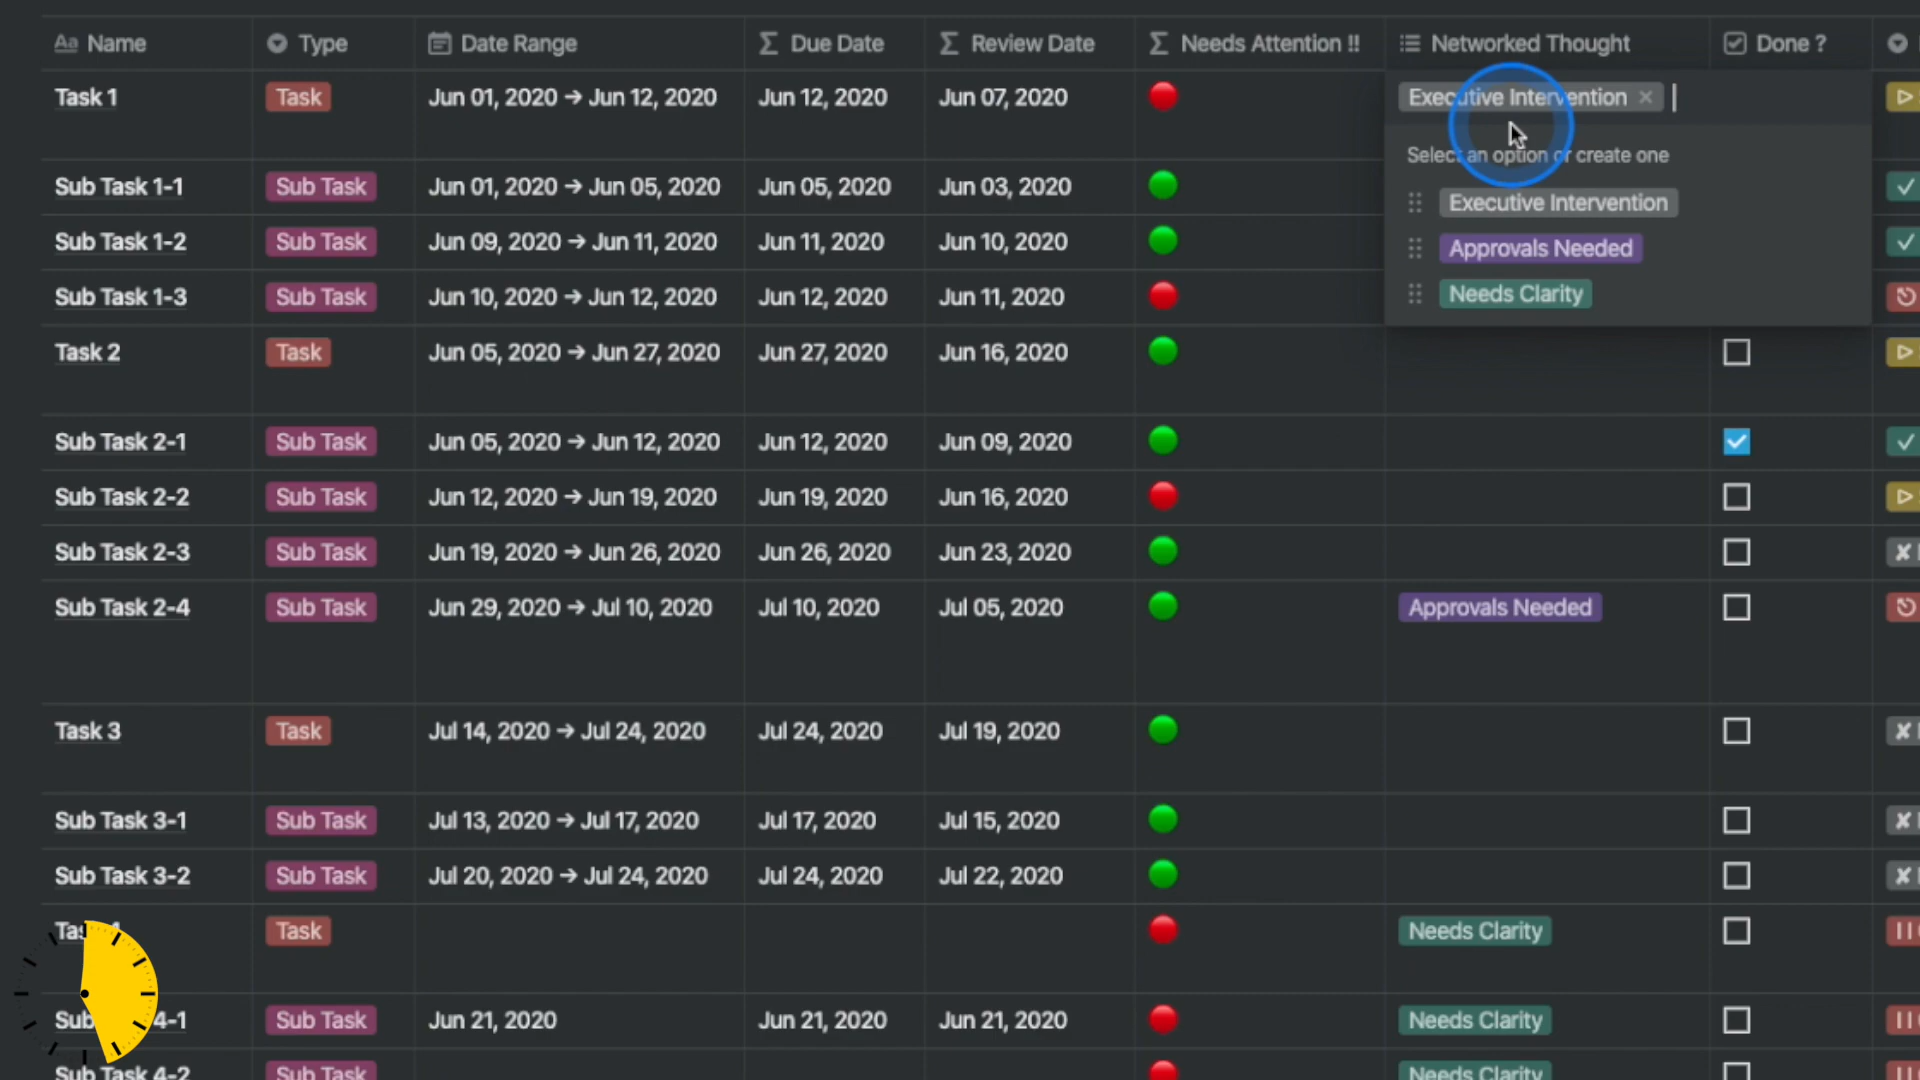 Aa Name Type Date Range Σ Due Date Σ Review Date Σ Needs Attention !! Networked Thought Done ?
Task 1 Task Jun 01, 2020 → Jun 12, 2020 Jun 12, 2020 Jun 07, 2020 Executive Intervention ×
Select an option or create one
Sub Task 1-1 Sub Task Jun 01, 2020 → Jun 05, 2020 Jun 05, 2020 Jun 03, 2020 Executive Intervention
Sub Task 1-2 Sub Task Jun 09, 2020 → Jun 11, 2020 Jun 11, 2020 Jun 10, 2020 Approvals Needed
Sub Task 1-3 Sub Task Jun 10, 2020 → Jun 12, 2020 Jun 12, 2020 Jun 11, 2020 Needs Clarity
Task 2 Task Jun 05, 2020 → Jun 27, 2020 Jun 27, 2020 Jun 16, 2020
Sub Task 2-1 Sub Task Jun 05, 2020 → Jun 12, 2020 Jun 12, 2020 Jun 09, 2020
Sub Task 2-2 Sub Task Jun 12, 2020 → Jun 19, 2020 Jun 19, 2020 Jun 16, 2020
Sub Task 2-3 Sub Task Jun 19, 2020 → Jun 26, 2020 Jun 26, 2020 Jun 23, 2020
Sub Task 2-4 Sub Task Jun 29, 2020 → Jul 10, 2020 Jul 10, 2020 Jul 05, 2020 Approvals Needed
Task 3 Task Jul 14, 2020 → Jul 24, 2020 Jul 24, 2020 Jul 19, 2020
Sub Task 3-1 Sub Task Jul 13, 2020 → Jul 17, 2020 Jul 17, 2020 Jul 15, 2020
Sub Task 3-2 Sub Task Jul 20, 2020 → Jul 24, 2020 Jul 24, 2020 Jul 22, 2020
Task Needs Clarity
Sub 4-1 Sub Task Jun 21, 2020 Jun 21, 2020 Jun 21, 2020 Needs Clarity
Sub Task 4-2 Sub Task Needs Clarity